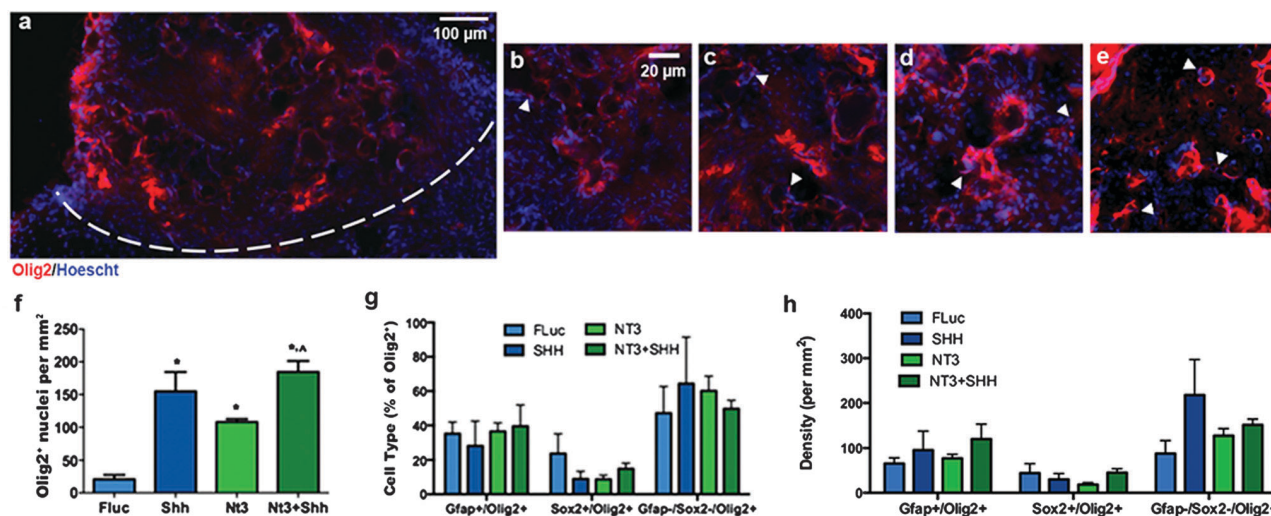 a
100 µm
b
20 µm
c
d
e
Olig2/Hoescht
f
Olig2⁺ nuclei per mm²
250
200
150
100
50
0
*
*
*,^
Fluc Shh Nt3 Nt3+Shh
g
Cell Type (% of Olig2⁺)
100
80
60
40
20
0
FLuc NT3
SHH NT3+SHH
Gfap+/Olig2+ Sox2+/Olig2+ Gfap-/Sox2-/Olig2+
h
Density (per mm²)
400
300
200
100
0
FLuc
SHH
NT3
NT3+SHH
Gfap+/Olig2+ Sox2+/Olig2+ Gfap-/Sox2-/Olig2+